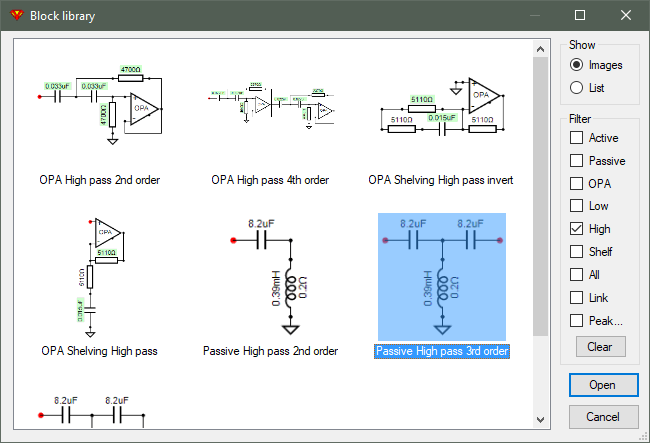 Block library
Show
Images
List
Filter
Active
Passive
OPA
Low
High
Shelf
All
Link
Peak...
Clear
Open
Cancel
4700Ω
0.033uF 0.033uF
OPA
4700Ω
OPA High pass 2nd order
OPA High pass 4th order
5110Ω
OPA
5110Ω 0.015uF 5110Ω
OPA Shelving High pass invert
OPA
5110Ω
5110Ω
0.015uF
OPA Shelving High pass
8.2uF
0.39mH
0.2Ω
Passive High pass 2nd order
8.2uF 8.2uF
0.39mH
0.2Ω
Passive High pass 3rd order
8.2uF 8.2uF